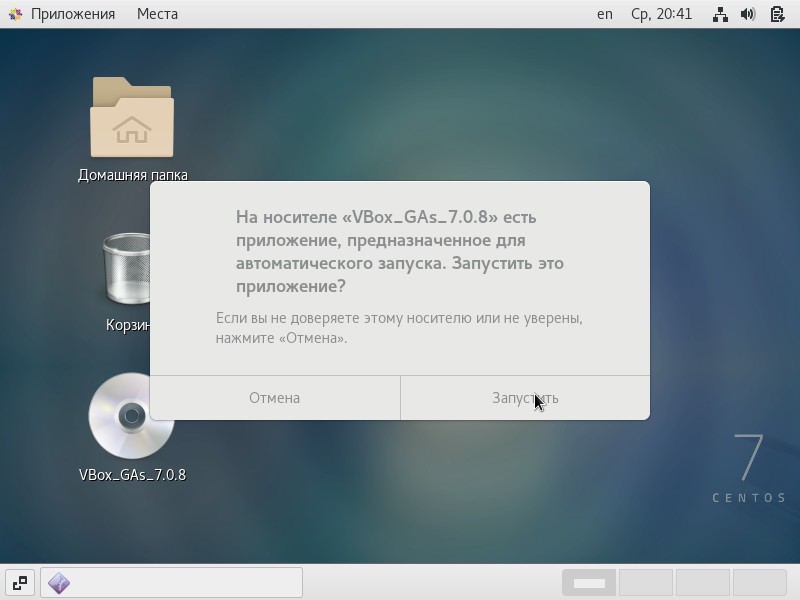 Приложения Места en Ср, 20:41
Домашняя папка
На носителе «VBox_GAs_7.0.8» есть
приложение, предназначенное для
автоматического запуска. Запустить это
приложение?
Если вы не доверяете этому носителю или не уверены,
нажмите «Отмена».
Корзин
Отмена Запустить
VBox_GAs_7.0.8
7
CENTOS